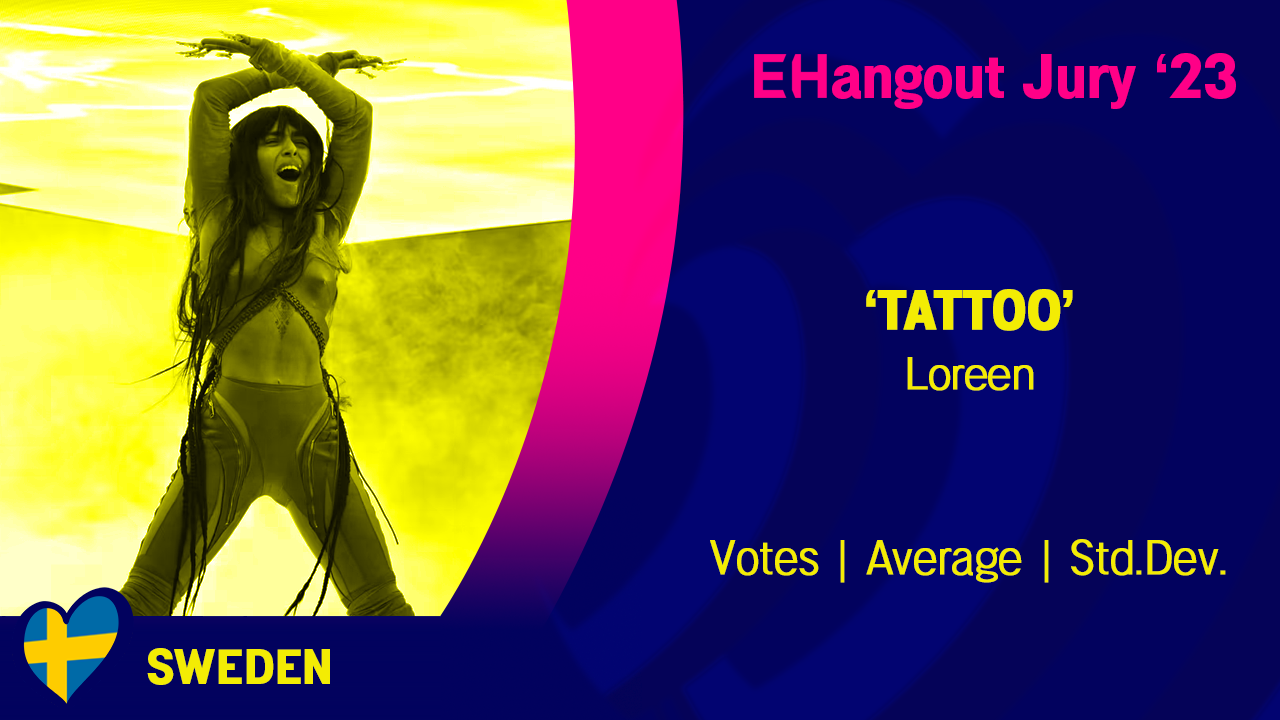 EHangout Jury ‘23
‘TATTOO’
Loreen
Votes | Average | Std.Dev.
SWEDEN